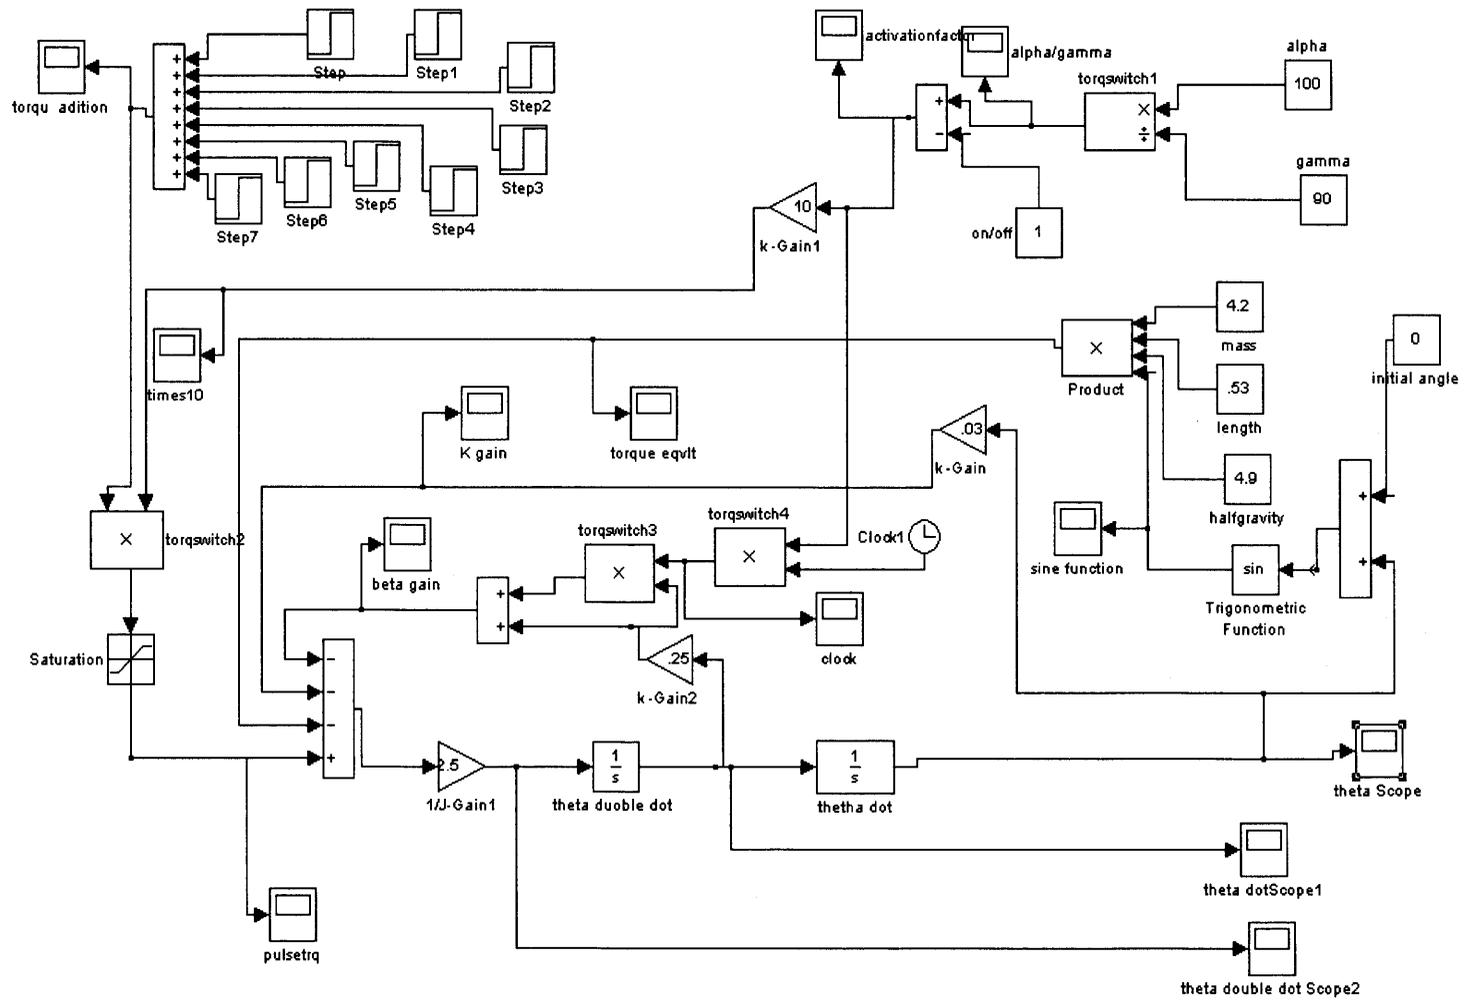 torqu adition
+
+
+
+
+
+
+
+
Step
Step1
Step2
Step3
Step4
Step5
Step6
Step7
activationfactor
alpha/gamma
torqswitch1
×
÷
alpha
100
gamma
90
+
−
on/off
1
10
k-Gain1
times10
K gain
torque eqvlt
×
Product
4.2
mass
.53
length
4.9
halfgravity
0
initial angle
.03
k-Gain
×
torqswitch2
Saturation
beta gain
torqswitch3
×
torqswitch4
×
Clock1
clock
+
+
.25
k-Gain2
sine function
sin
Trigonometric
Function
+
+
−
−
−
+
2.5
1/J-Gain1
1
s
theta duoble dot
1
s
thetha dot
theta Scope
theta dotScope1
theta double dot Scope2
pulsetrq